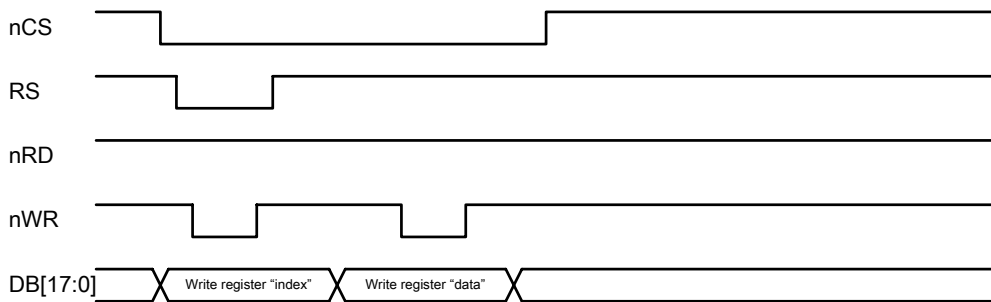 nCS
RS
nRD
nWR
DB[17:0]
Write register “index”
Write register “data”